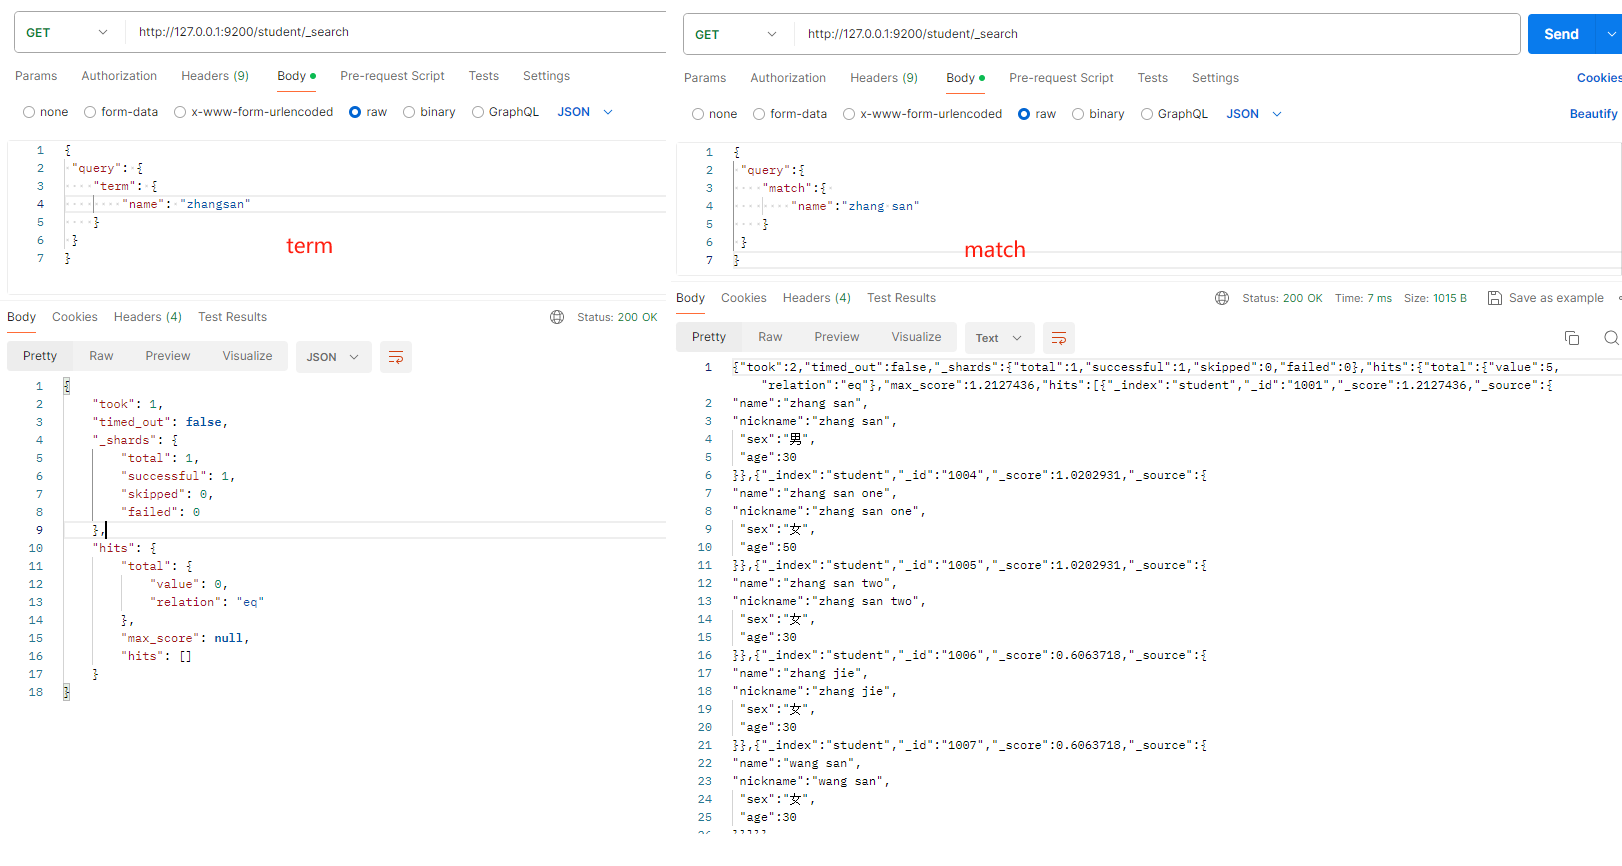 GET http://127.0.0.1:9200/student/_search
Params Authorization Headers (9) Body Pre-request Script Tests Settings
none form-data x-www-form-urlencoded raw binary GraphQL JSON
1 {
2 "query": {
3 "term": {
4 "name": "zhangsan"
5 }
6 }
7 }
term
Body Cookies Headers (4) Test Results Status: 200 OK
Pretty Raw Preview Visualize JSON
1 {
2 "took": 1,
3 "timed_out": false,
4 "_shards": {
5 "total": 1,
6 "successful": 1,
7 "skipped": 0,
8 "failed": 0
9 },
10 "hits": {
11 "total": {
12 "value": 0,
13 "relation": "eq"
14 },
15 "max_score": null,
16 "hits": []
17 }
18 }
GET http://127.0.0.1:9200/student/_search Send
Params Authorization Headers (9) Body Pre-request Script Tests Settings Cookies
none form-data x-www-form-urlencoded raw binary GraphQL JSON Beautify
1 {
2 "query":{
3 "match":{
4 "name":"zhang san"
5 }
6 }
7 }
match
Body Cookies Headers (4) Test Results Status: 200 OK Time: 7 ms Size: 1015 B Save as example
Pretty Raw Preview Visualize Text
1 {"took":2,"timed_out":false,"_shards":{"total":1,"successful":1,"skipped":0,"failed":0},"hits":{"total":{"value":5,
"relation":"eq"},"max_score":1.2127436,"hits":[{"_index":"student","_id":"1001","_score":1.2127436,"_source":{
2 "name":"zhang san",
3 "nickname":"zhang san",
4 "sex":"男",
5 "age":30
6 }},{"_index":"student","_id":"1004","_score":1.0202931,"_source":{
7 "name":"zhang san one",
8 "nickname":"zhang san one",
9 "sex":"女",
10 "age":50
11 }},{"_index":"student","_id":"1005","_score":1.0202931,"_source":{
12 "name":"zhang san two",
13 "nickname":"zhang san two",
14 "sex":"女",
15 "age":30
16 }},{"_index":"student","_id":"1006","_score":0.6063718,"_source":{
17 "name":"zhang jie",
18 "nickname":"zhang jie",
19 "sex":"女",
20 "age":30
21 }},{"_index":"student","_id":"1007","_score":0.6063718,"_source":{
22 "name":"wang san",
23 "nickname":"wang san",
24 "sex":"女",
25 "age":30